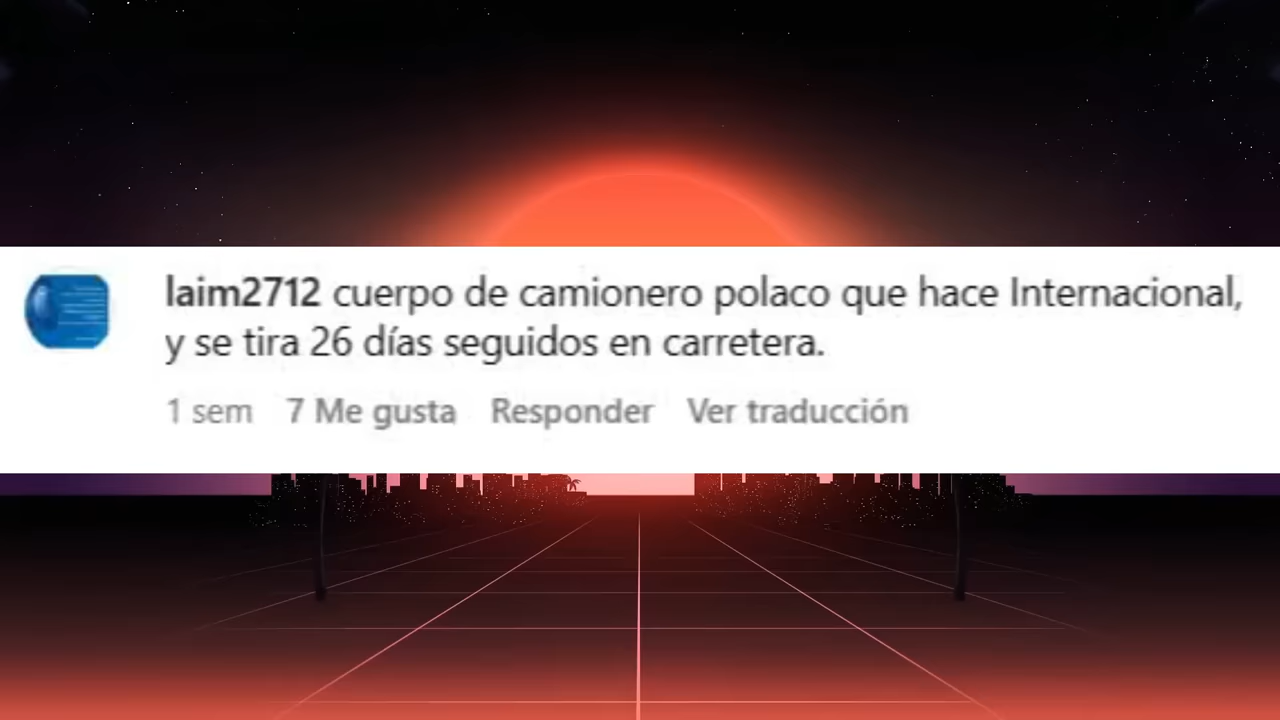 laim2712 cuerpo de camionero polaco que hace Internacional,
y se tira 26 días seguidos en carretera.
1 sem 7 Me gusta Responder Ver traducción